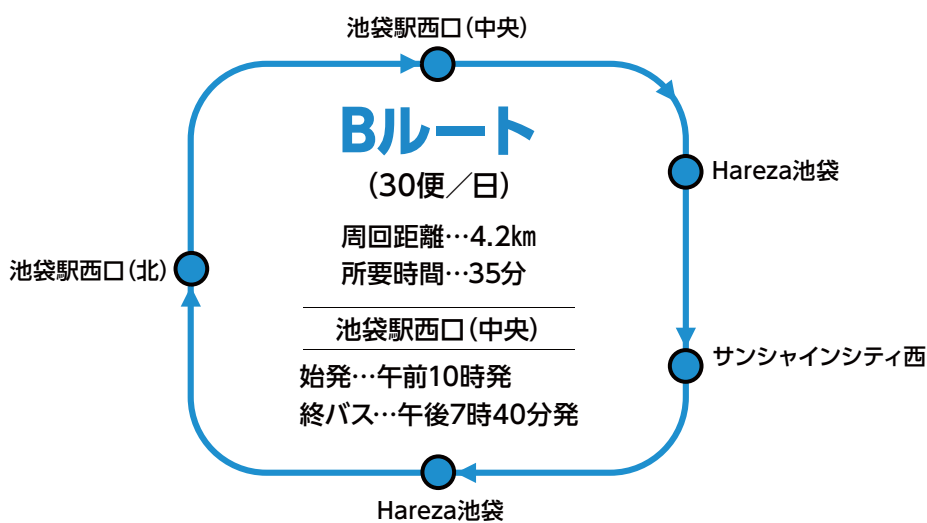 池袋駅西口（中央）
Bルート
（30便／日）
Hareza池袋
周回距離…4.2㎞
池袋駅西口（北）
所要時間…35分
池袋駅西口（中央）
サンシャインシティ西
始発…午前10時発
終バス…午後7時40分発
Hareza池袋